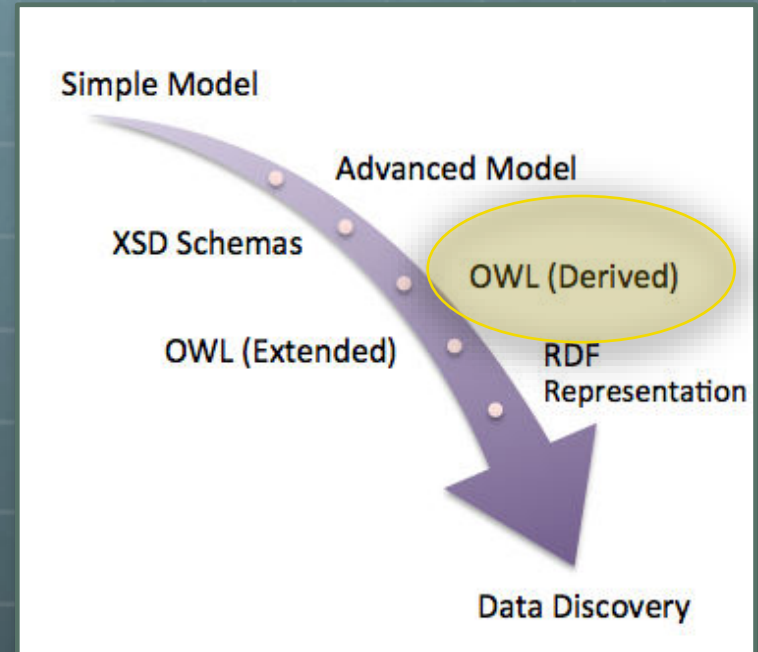 Simple Model
Advanced Model
XSD Schemas
OWL (Derived)
OWL (Extended)
RDF
Representation
Data Discovery